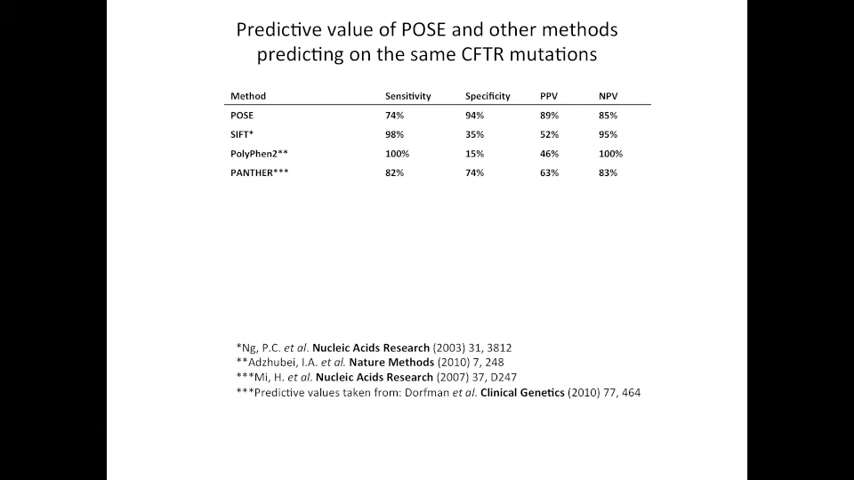 Predictive value of POSE and other methods
predicting on the same CFTR mutations
Method Sensitivity Specificity PPV NPV
POSE 74% 94% 89% 85%
SIFT* 98% 35% 52% 95%
PolyPhen2** 100% 15% 46% 100%
PANTHER*** 82% 74% 63% 83%
*Ng, P.C. et al. Nucleic Acids Research (2003) 31, 3812
**Adzhubei, I.A. et al. Nature Methods (2010) 7, 248
***Mi, H. et al. Nucleic Acids Research (2007) 37, D247
***Predictive values taken from: Dorfman et al. Clinical Genetics (2010) 77, 464